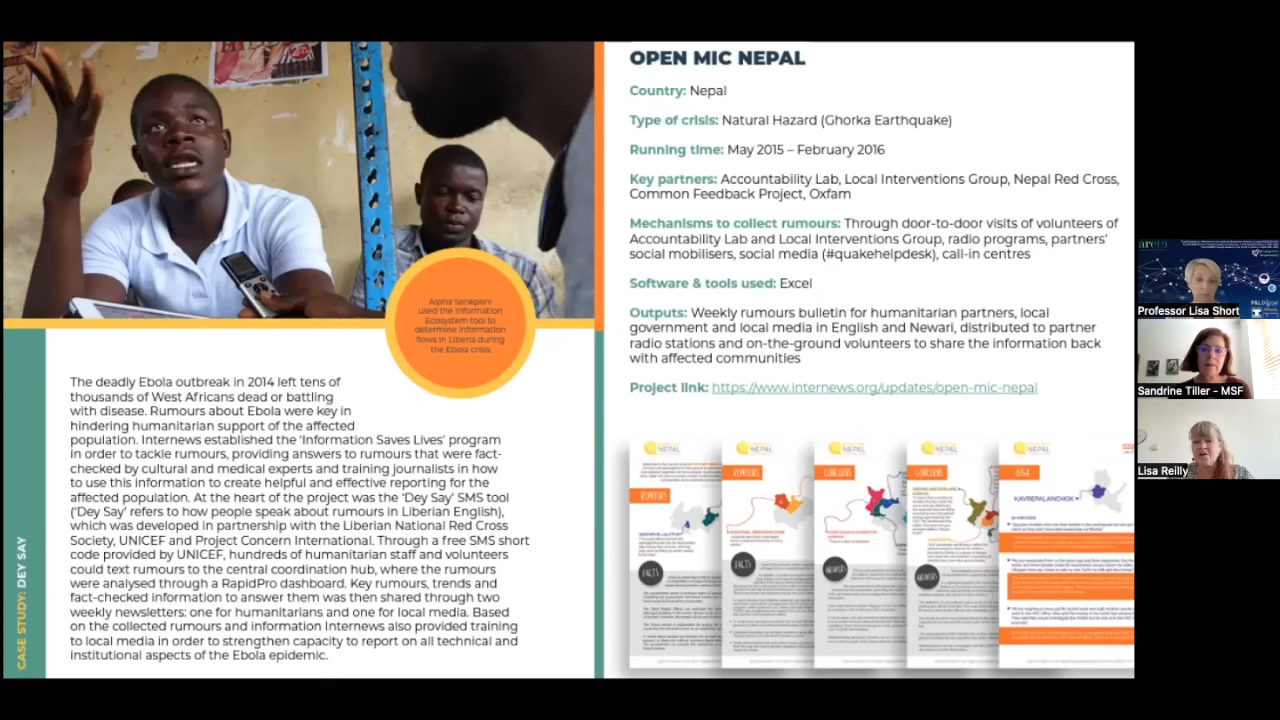 Alpha Senkpeni
used the Information
Ecosystem tool to
determine information
flows in Liberia during
the Ebola crisis
The deadly Ebola outbreak in 2014 left tens of
thousands of West Africans dead or battling
with disease. Rumours about Ebola were key in
hindering humanitarian support of the affected
population. Internews established the ‘Information Saves Lives’ program
in order to tackle rumours, providing answers to rumours that were fact-
checked by cultural and medical experts and training journalists in how
to use this information to create helpful and effective reporting for the
affected population. At the heart of the project was the ‘Dey Say’ SMS tool
(‘Dey Say’ refers to how people speak about rumours in Liberian English),
which was developed in partnership with the Liberian National Red Cross
Society, UNICEF and Project Concern International. Through a free SMS short
code provided by UNICEF, hundreds of humanitarian staff and volunteers
could text rumours to the central coordination hub. The rumours
were analysed through a RapidPro dashboard and the trends and
fact-checked information to answer them was then shared through two
weekly newsletters: one for humanitarians and one for local media. Based
on the collected rumours and information Internews also provided training
to local media in order to strengthen capacity to report on all technical and
institutional aspects of the Ebola epidemic.
CASE STUDY: DEY SAY
OPEN MIC NEPAL
Country: Nepal
Type of crisis: Natural Hazard (Ghorka Earthquake)
Running time: May 2015 – February 2016
Key partners: Accountability Lab, Local Interventions Group, Nepal Red Cross,
Common Feedback Project, Oxfam
Mechanisms to collect rumours: Through door-to-door visits of volunteers of
Accountability Lab and Local Interventions Group, radio programs, partners’
social mobilisers, social media (#quakehelpdesk), call-in centres
Software & tools used: Excel
Outputs: Weekly rumours bulletin for humanitarian partners, local
government and local media in English and Newari, distributed to partner
radio stations and on-the-ground volunteers to share the information back
with affected communities
Project link: https://www.internews.org/updates/open-mic-nepal
NEPAL
NEPAL
NEPAL
NEPAL
NEPAL
RUMOURS
RUMOURS
KAVREPALANCHOK
FACTS
FACTS
Professor Lisa Short
Sandrine Tiller - MSF
Lisa Reilly